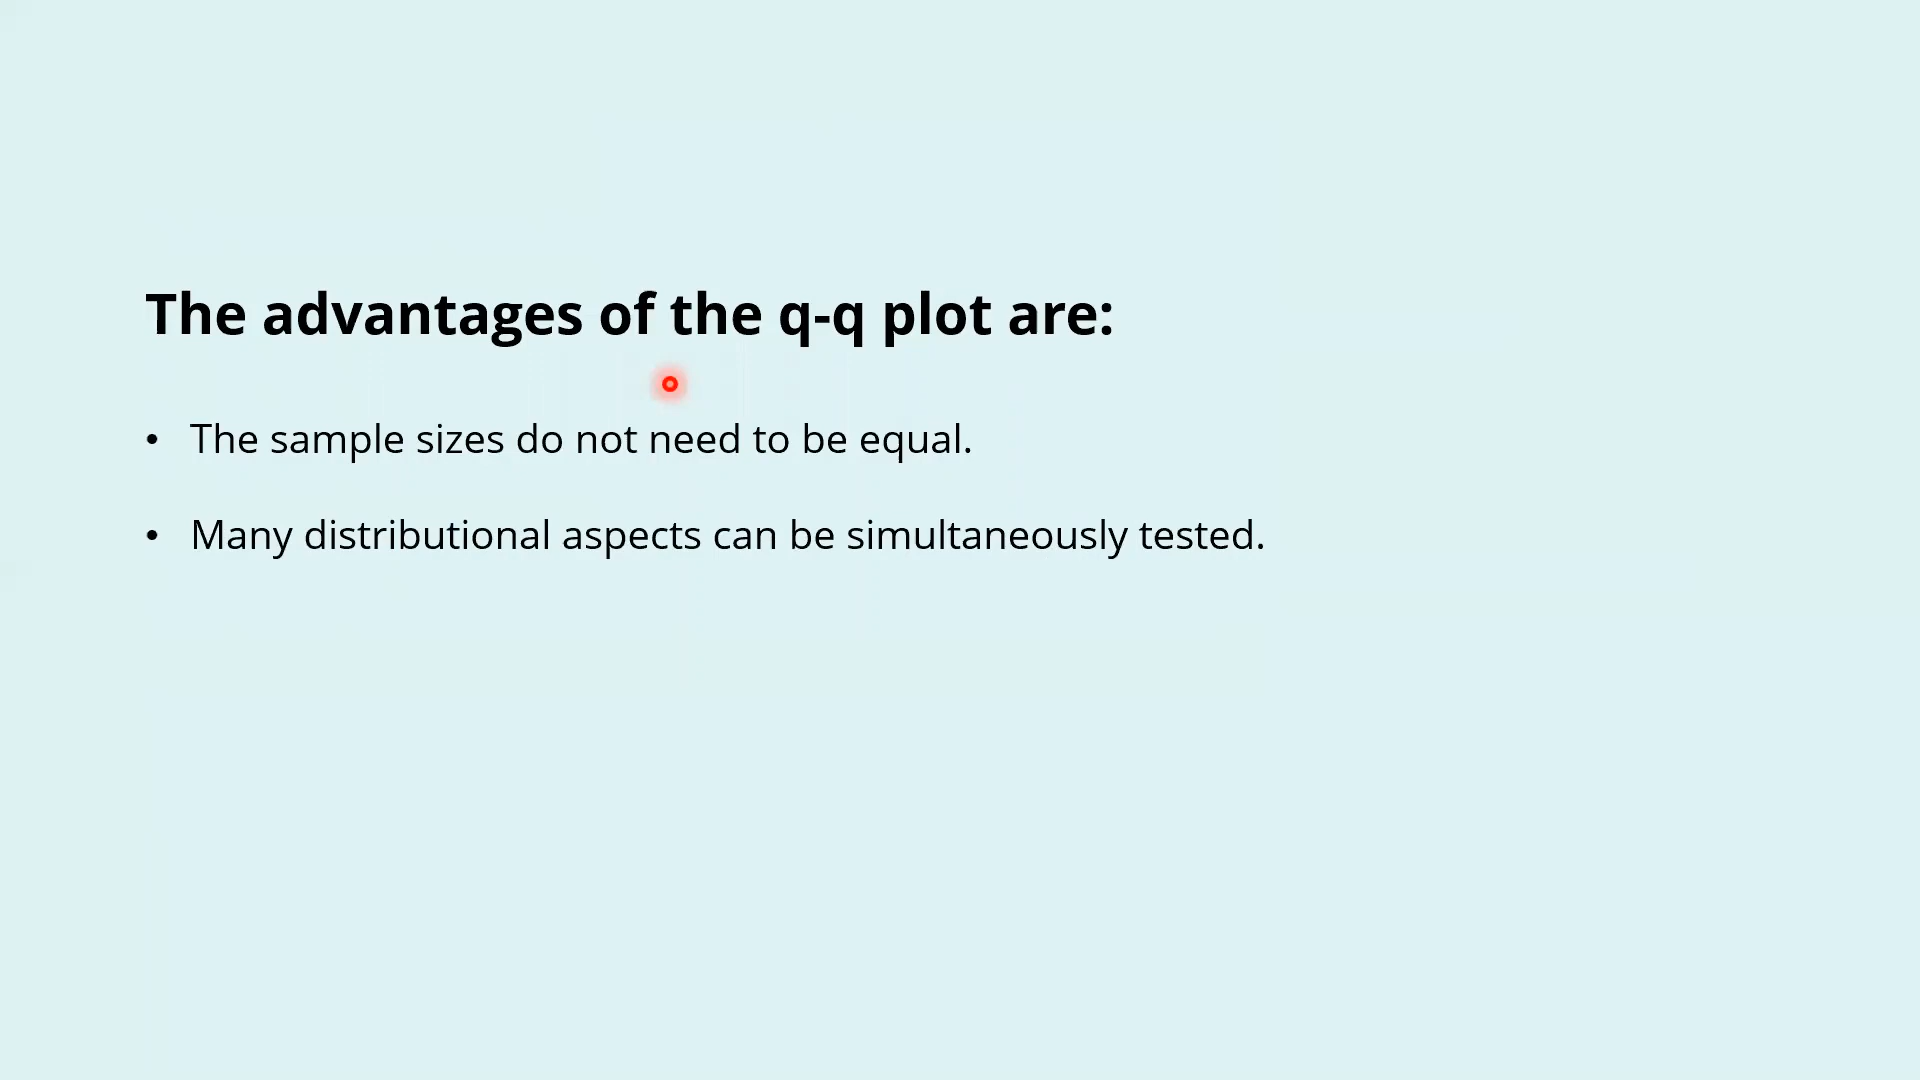 The advantages of the q-q plot are:
• The sample sizes do not need to be equal.
• Many distributional aspects can be simultaneously tested.